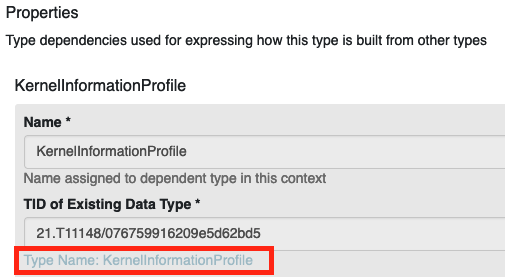 Properties
Type dependencies used for expressing how this type is built from other types
KernelInformationProfile
Name *
KernelInformationProfile
Name assigned to dependent type in this context
TID of Existing Data Type *
21.T11148/076759916209e5d62bd5
Type Name: KernelInformationProfile